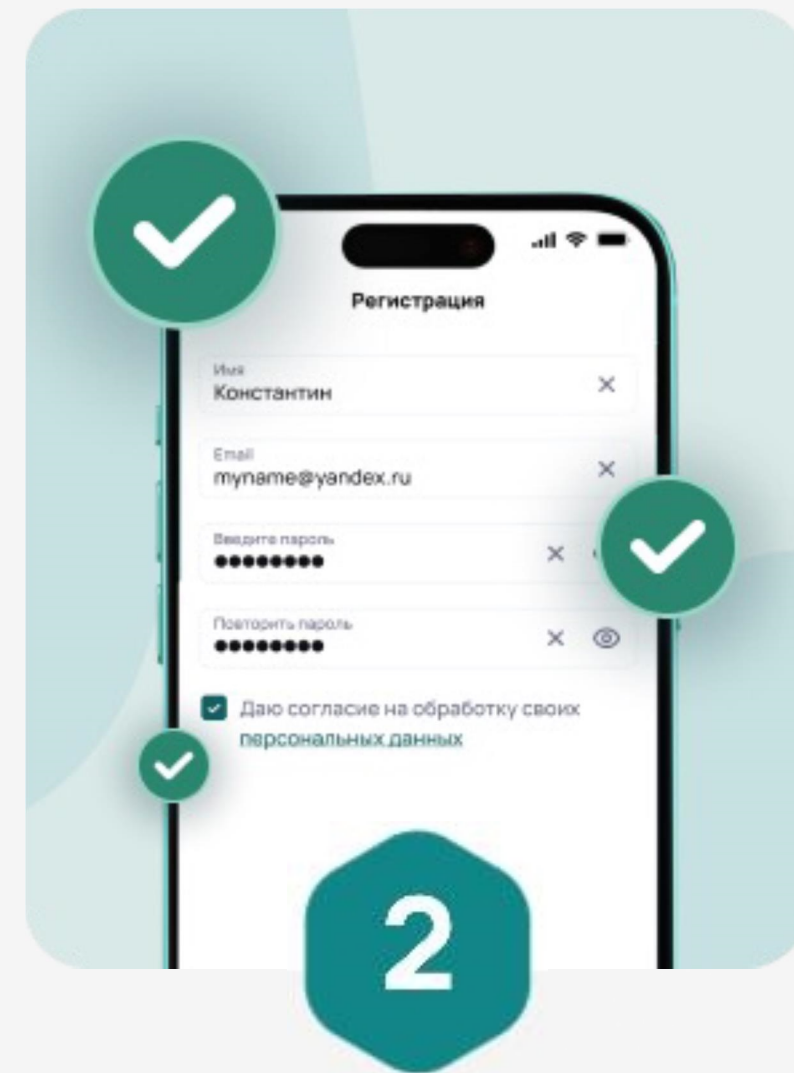 Регистрация
Имя
Константин
Email
myname@yandex.ru
Введите пароль
●●●●●●●●
Повторить пароль
●●●●●●●●
Даю согласие на обработку своих
персональных данных
2